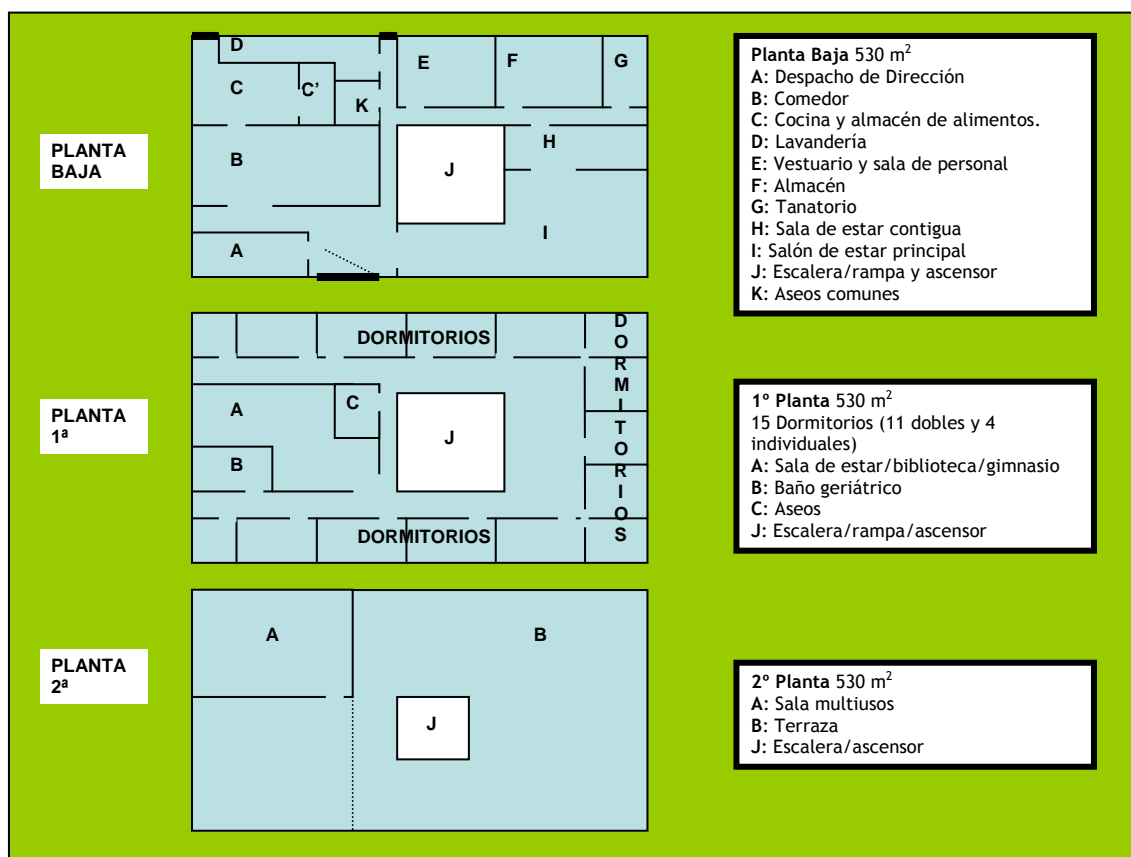 PLANTA
BAJA
D
C
C'
K
E
F
G
B
J
H
A
I
Planta Baja 530 m²
A: Despacho de Dirección
B: Comedor
C: Cocina y almacén de alimentos.
D: Lavandería
E: Vestuario y sala de personal
F: Almacén
G: Tanatorio
H: Sala de estar contigua
I: Salón de estar principal
J: Escalera/rampa y ascensor
K: Aseos comunes
PLANTA
1ª
DORMITORIOS
DORMITORIOS
A
C
J
B
DORMITORIOS
1º Planta 530 m²
15 Dormitorios (11 dobles y 4
individuales)
A: Sala de estar/biblioteca/gimnasio
B: Baño geriátrico
C: Aseos
J: Escalera/rampa/ascensor
PLANTA
2ª
A
B
J
2º Planta 530 m²
A: Sala multiusos
B: Terraza
J: Escalera/ascensor